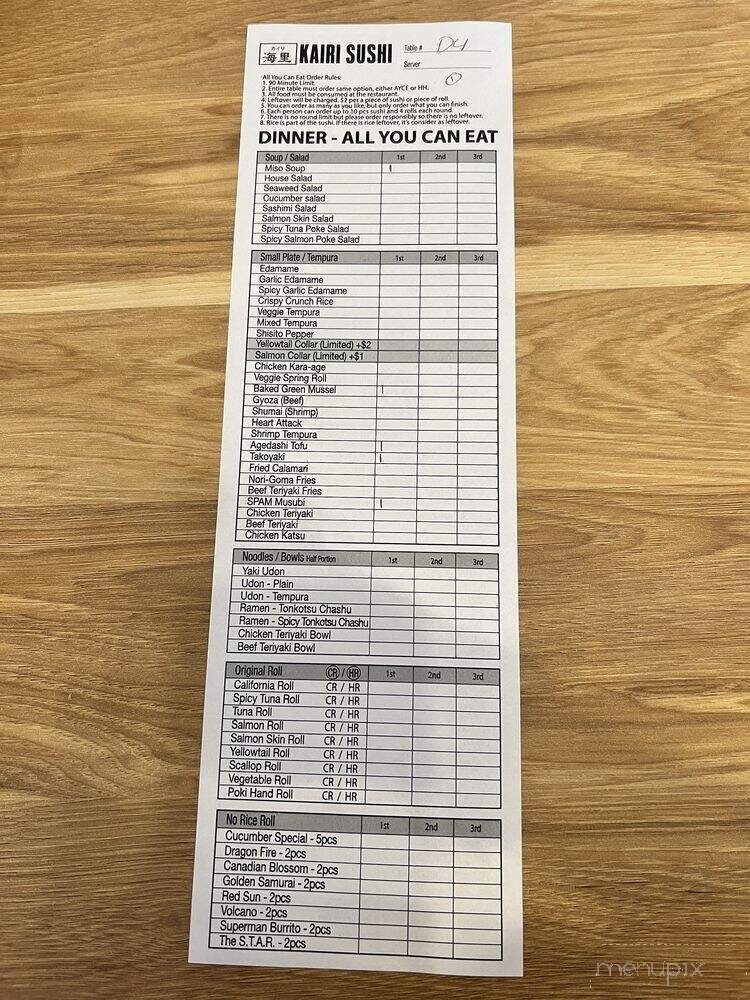 カイリ
海里
KAIRI SUSHI
Table # D4
Server
All You Can Eat Order Rules:
1. 90 Minute Limit.
2. Entire table must order same option, either AYCE or HH.
3. All food must be consumed at the restaurant.
4. Leftover will be charged. $2 per a piece of sushi or piece of roll.
5. You can order as many as you like, but only order what you can finish.
6. Each person can order up to 10 pcs sushi and 4 rolls each round.
7. There is no round limit but please order responsibly so there is no leftover.
8. Rice is part of the sushi. If there is rice leftover, it's consider as leftover.
DINNER - ALL YOU CAN EAT
Soup / Salad 1st 2nd 3rd
Miso Soup I
House Salad
Seaweed Salad
Cucumber salad
Sashimi Salad
Salmon Skin Salad
Spicy Tuna Poke Salad
Spicy Salmon Poke Salad
Small Plate / Tempura 1st 2nd 3rd
Edamame
Garlic Edamame
Spicy Garlic Edamame
Crispy Crunch Rice
Veggie Tempura
Mixed Tempura
Shisito Pepper
Yellowtail Collar (Limited) +$2
Salmon Collar (Limited) +$1
Chicken Kara-age
Veggie Spring Roll
Baked Green Mussel I
Gyoza (Beef)
Shumai (Shrimp)
Heart Attack
Shrimp Tempura
Agedashi Tofu I
Takoyaki I
Fried Calamari
Nori-Goma Fries
Beef Teriyaki Fries
SPAM Musubi I
Chicken Teriyaki
Beef Teriyaki
Chicken Katsu
Noodles / Bowls Half Portion 1st 2nd 3rd
Yaki Udon
Udon - Plain
Udon - Tempura
Ramen - Tonkotsu Chashu
Ramen - Spicy Tonkotsu Chashu
Chicken Teriyaki Bowl
Beef Teriyaki Bowl
Original Roll CR / HR 1st 2nd 3rd
California Roll CR / HR
Spicy Tuna Roll CR / HR
Tuna Roll CR / HR
Salmon Roll CR / HR
Salmon Skin Roll CR / HR
Yellowtail Roll CR / HR
Scallop Roll CR / HR
Vegetable Roll CR / HR
Poki Hand Roll CR / HR
No Rice Roll 1st 2nd 3rd
Cucumber Special - 5pcs
Dragon Fire - 2pcs
Canadian Blossom - 2pcs
Golden Samurai - 2pcs
Red Sun - 2pcs
Volcano - 2pcs
Superman Burrito - 2pcs
The S.T.A.R. - 2pcs
menupix